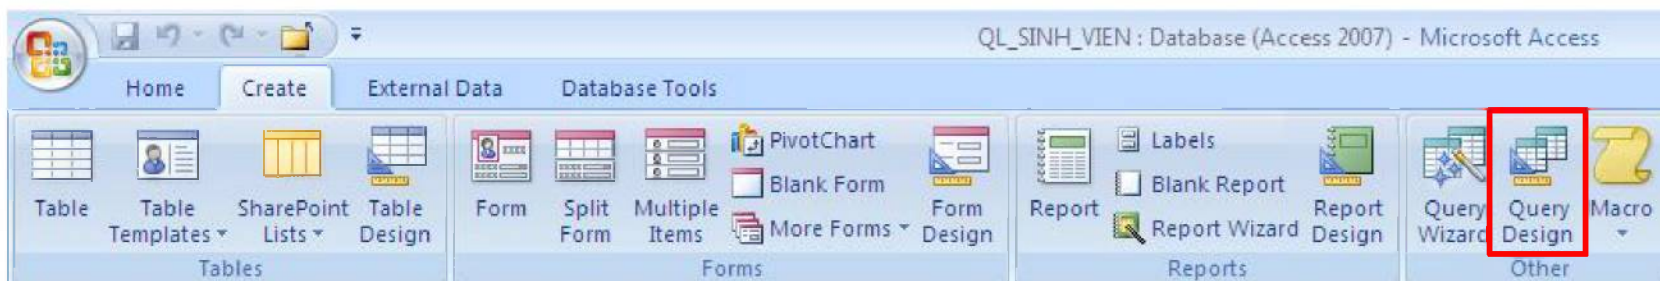 QL_SINH_VIEN : Database (Access 2007) - Microsoft Access
Home Create External Data Database Tools
Table
Table Templates
SharePoint Lists
Table Design
Tables
Form
Split Form
Multiple Items
PivotChart
Blank Form
More Forms
Form Design
Forms
Report
Labels
Blank Report
Report Wizard
Report Design
Reports
Query Wizard
Query Design
Macro
Other